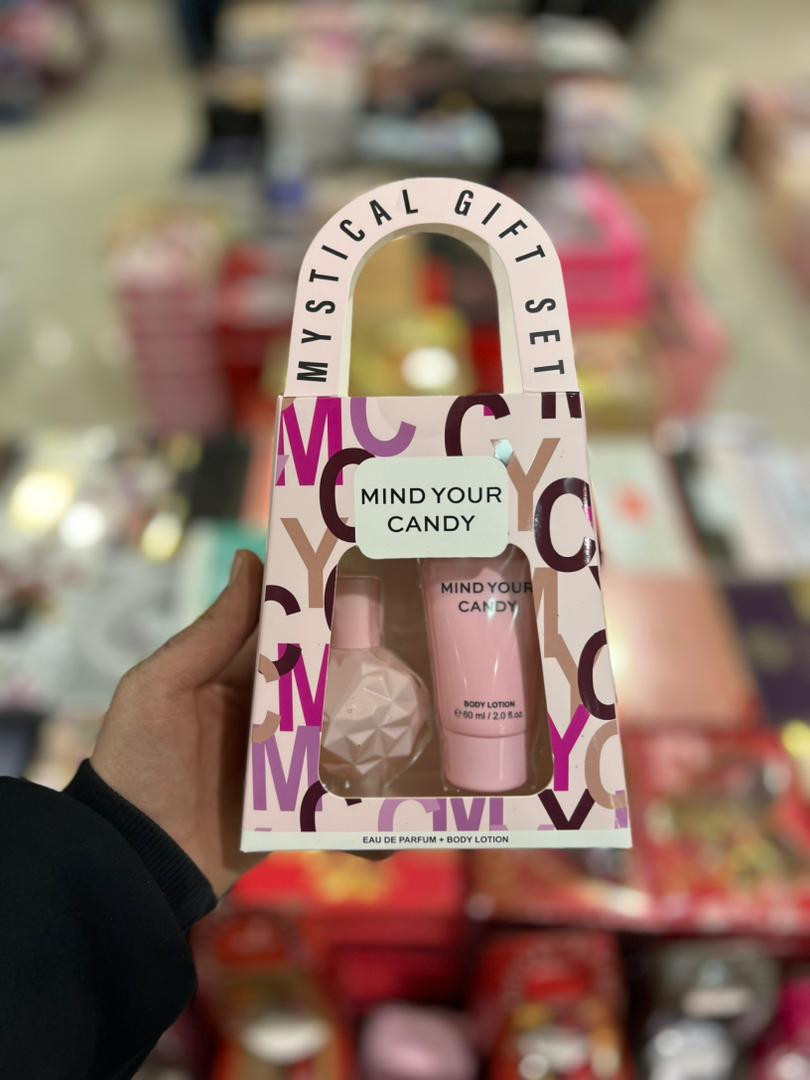 MYSTICAL GIFT SET
MIND YOUR
CANDY
MIND YOUR
CANDY
BODY LOTION
℮60 ml / 2.0 fl.oz.
EAU DE PARFUM + BODY LOTION